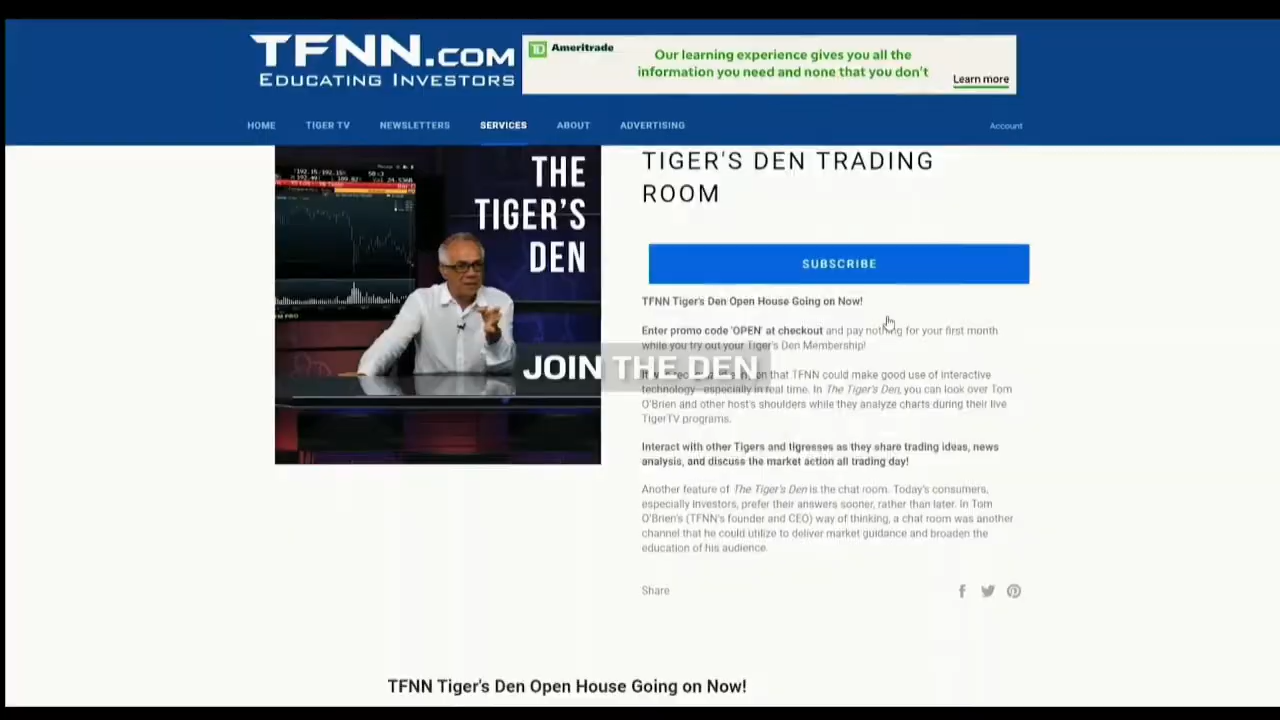 TFNN.COM
EDUCATING INVESTORS
TD Ameritrade
Our learning experience gives you all the
information you need and none that you don't
Learn more
HOME TIGER TV NEWSLETTERS SERVICES ABOUT ADVERTISING Account
THE
TIGER'S
DEN
TIGER'S DEN TRADING
ROOM
SUBSCRIBE
TFNN Tiger's Den Open House Going on Now!
Enter promo code 'OPEN' at checkout and pay nothing for your first month
while you try out your Tiger's Den Membership!
JOIN THE DEN
that TFNN could make good use of interactive
technology—especially in real time. In The Tiger's Den, you can look over Tom
O'Brien and other host's shoulders while they analyze charts during their live
TigerTV programs.
Interact with other Tigers and tigresses as they share trading ideas, news
analysis, and discuss the market action all trading day!
Another feature of The Tiger's Den is the chat room. Today's consumers,
especially investors, prefer their answers sooner, rather than later. In Tom
O'Brien's (TFNN's founder and CEO) way of thinking, a chat room was another
channel that he could utilize to deliver market guidance and broaden the
education of his audience.
Share
TFNN Tiger's Den Open House Going on Now!